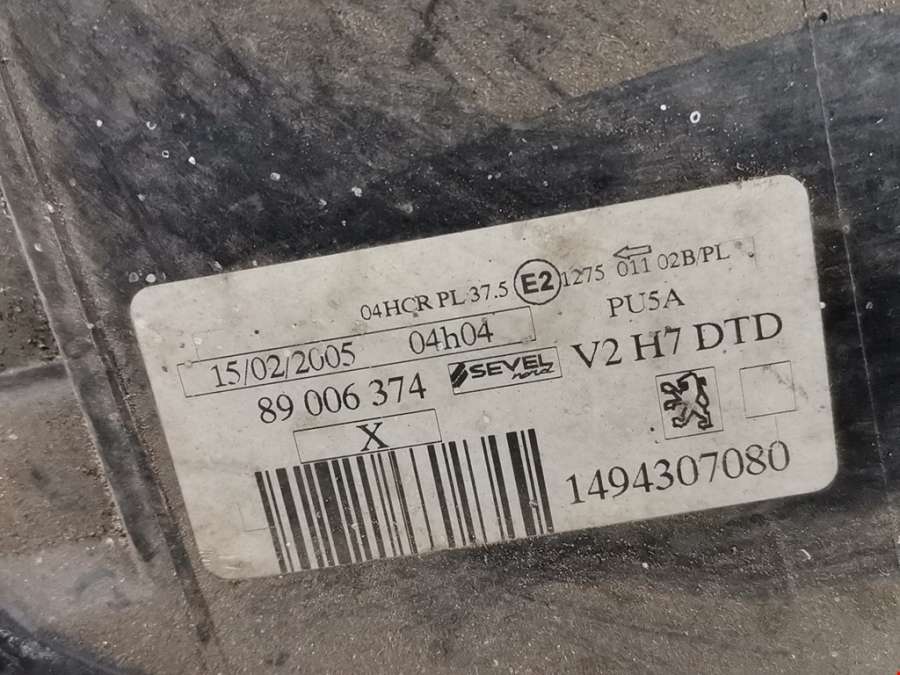 04HCR PL 37.5 E2 1275 011 02B/PL
PU5A
15/02/2005 04h04
89 006 374 SEVEL nord V2 H7 DTD
X
1494307080